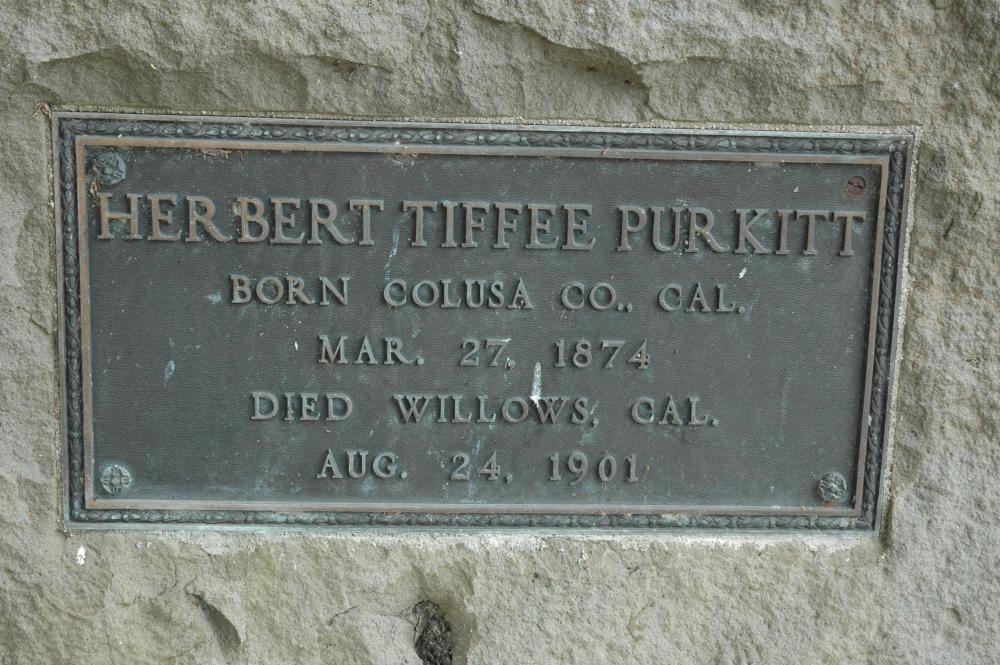 HERBERT TIFFEE PURKITT
BORN COLUSA CO., CAL.
MAR. 27, 1874
DIED WILLOWS, CAL.
AUG. 24, 1901